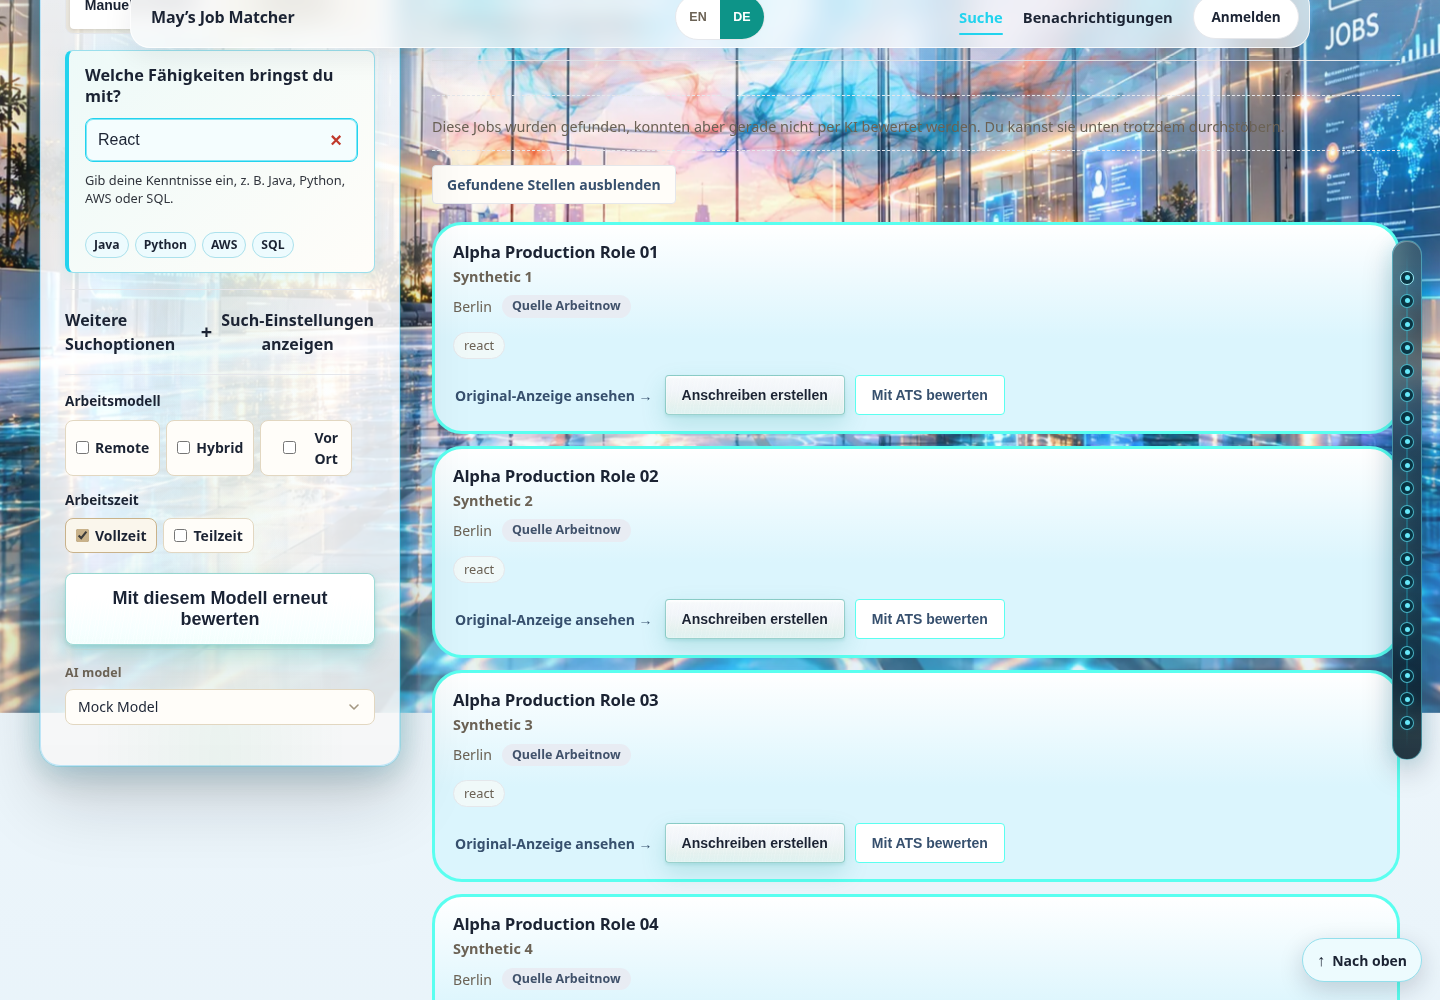 Manue
May's Job Matcher
EN DE
Suche Benachrichtigungen Anmelden
JOBS
Welche Fähigkeiten bringst du
mit?
React
Gib deine Kenntnisse ein, z. B. Java, Python,
AWS oder SQL.
Java Python AWS SQL
Weitere
Suchoptionen
+
Such-Einstellungen
anzeigen
Arbeitsmodell
Remote Hybrid Vor
Ort
Arbeitszeit
Vollzeit Teilzeit
Mit diesem Modell erneut
bewerten
AI model
Mock Model
Diese Jobs wurden gefunden, konnten aber gerade nicht per KI bewertet werden. Du kannst sie unten trotzdem durchstöbern.
Gefundene Stellen ausblenden
Alpha Production Role 01
Synthetic 1
Berlin Quelle Arbeitnow
react
Original-Anzeige ansehen → Anschreiben erstellen Mit ATS bewerten
Alpha Production Role 02
Synthetic 2
Berlin Quelle Arbeitnow
react
Original-Anzeige ansehen → Anschreiben erstellen Mit ATS bewerten
Alpha Production Role 03
Synthetic 3
Berlin Quelle Arbeitnow
react
Original-Anzeige ansehen → Anschreiben erstellen Mit ATS bewerten
Alpha Production Role 04
Synthetic 4
Berlin Quelle Arbeitnow
↑ Nach oben